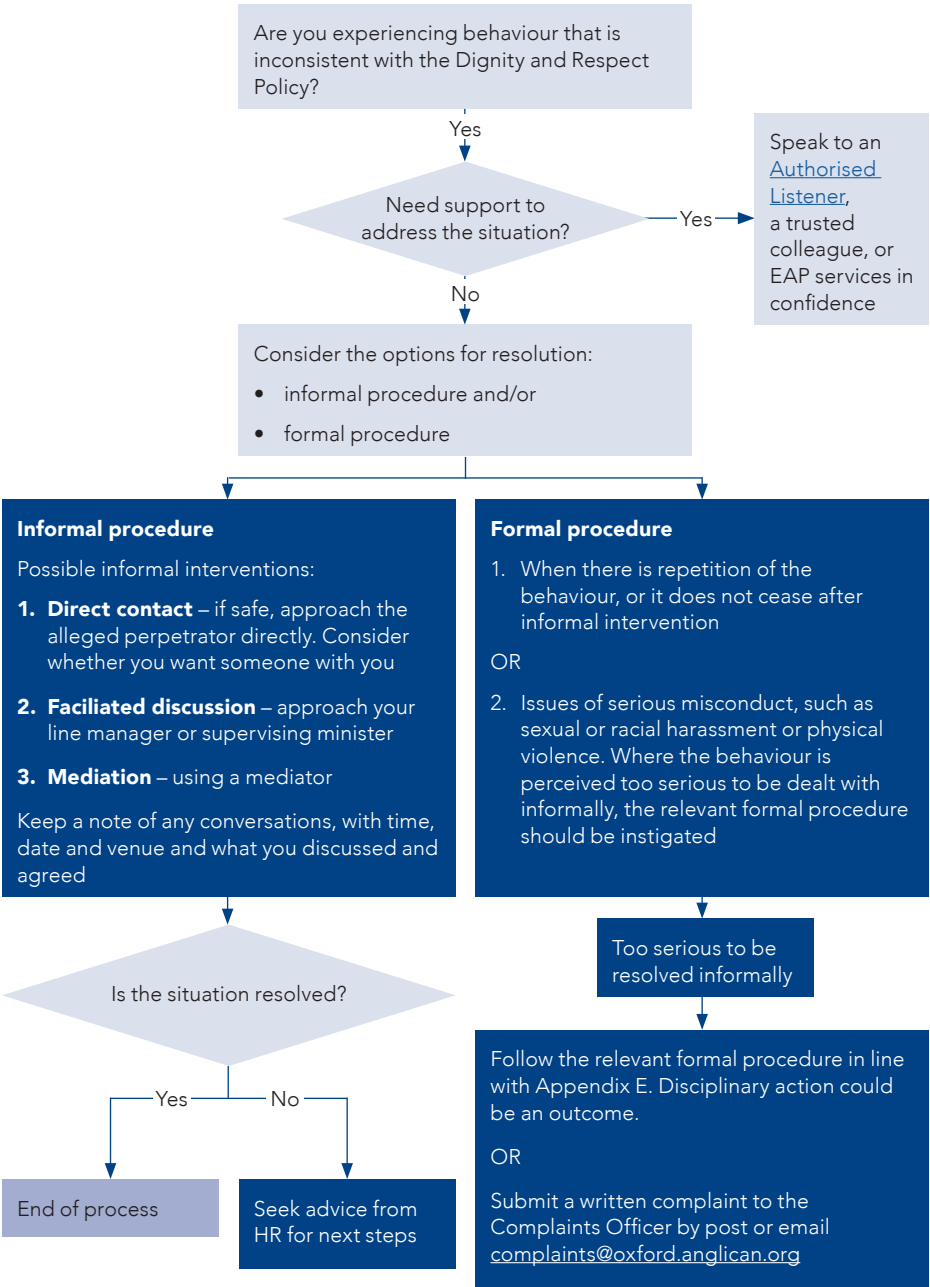 Are you experiencing behaviour that is
inconsistent with the Dignity and Respect
Policy?
Yes
Need support to
address the situation?
Yes
Speak to an
Authorised
Listener,
a trusted
colleague, or
EAP services in
confidence
No
Consider the options for resolution:
• informal procedure and/or
• formal procedure
Informal procedure
Possible informal interventions:
1. Direct contact – if safe, approach the
alleged perpetrator directly. Consider
whether you want someone with you
2. Faciliated discussion – approach your
line manager or supervising minister
3. Mediation – using a mediator
Keep a note of any conversations, with time,
date and venue and what you discussed and
agreed
Formal procedure
1. When there is repetition of the
behaviour, or it does not cease after
informal intervention
OR
2. Issues of serious misconduct, such as
sexual or racial harassment or physical
violence. Where the behaviour is
perceived too serious to be dealt with
informally, the relevant formal procedure
should be instigated
Is the situation resolved?
Yes
No
End of process
Seek advice from
HR for next steps
Too serious to be
resolved informally
Follow the relevant formal procedure in line
with Appendix E. Disciplinary action could
be an outcome.
OR
Submit a written complaint to the
Complaints Officer by post or email
complaints@oxford.anglican.org